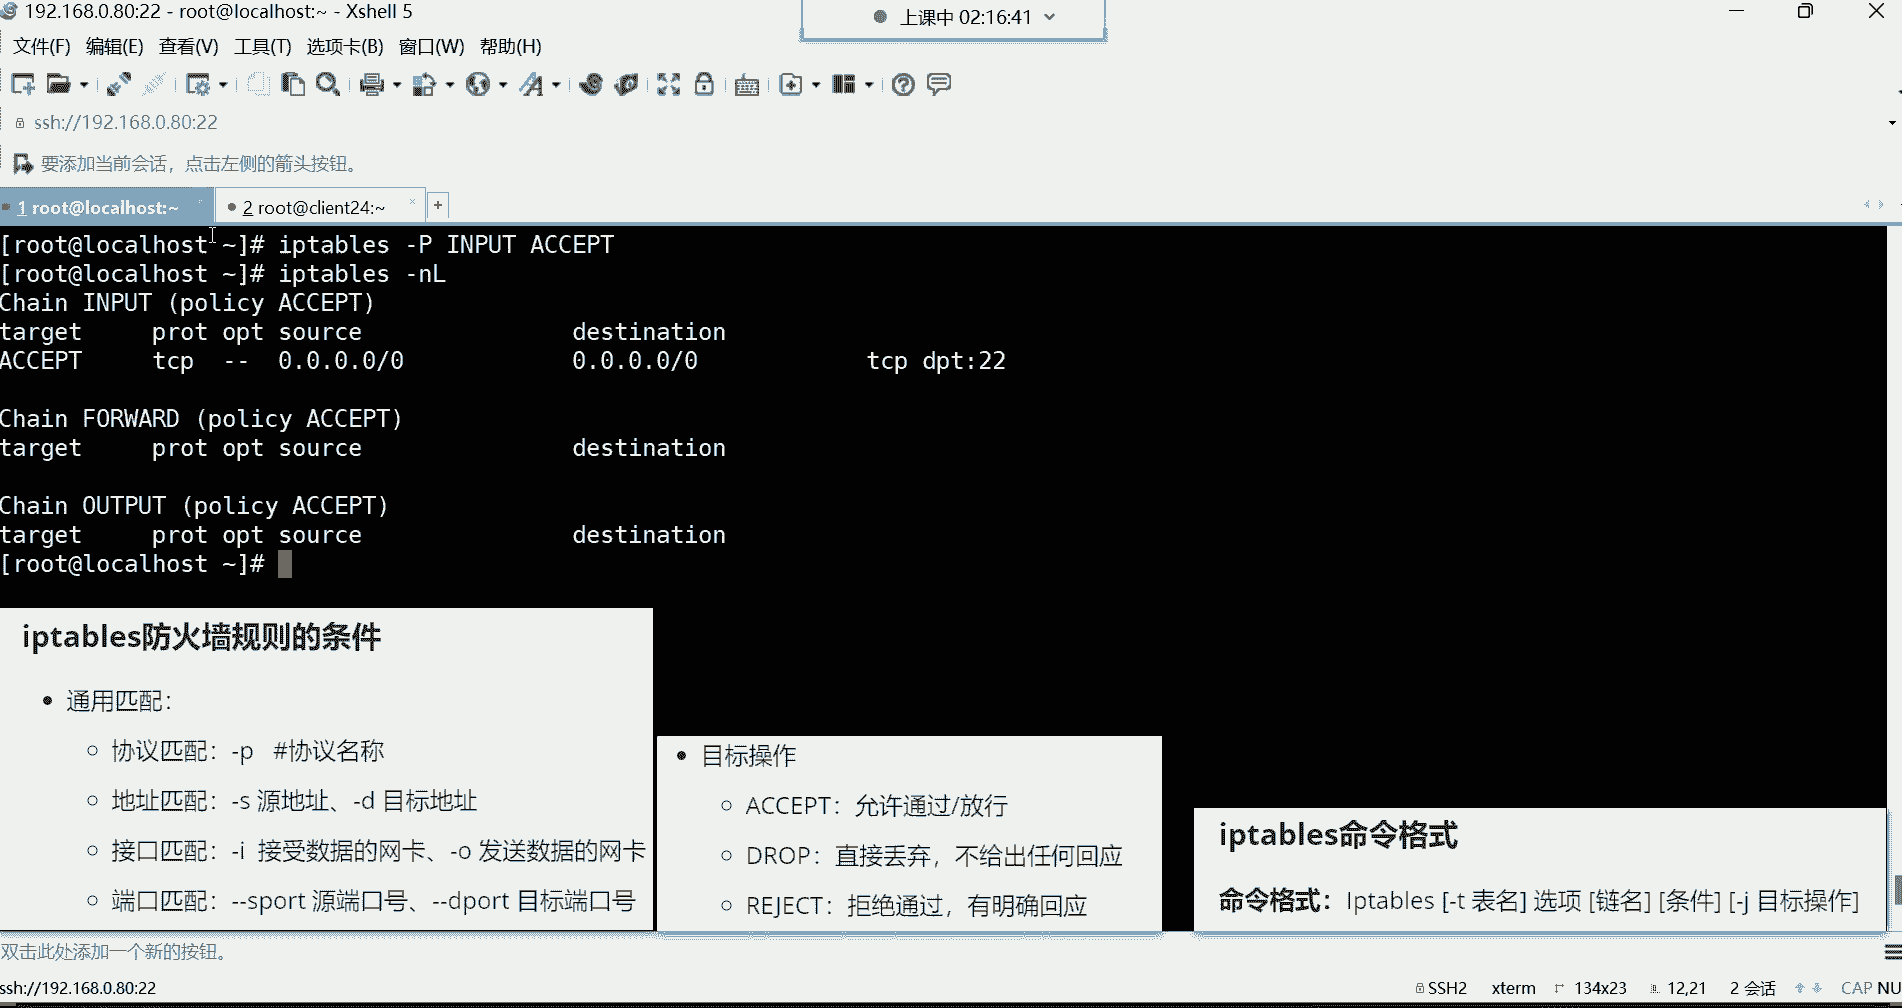 192.168.0.80:22 - root@localhost:~ - Xshell 5
上课中 02:16:41
文件(F) 编辑(E) 查看(V) 工具(T) 选项卡(B) 窗口(W) 帮助(H)
ssh://192.168.0.80:22
要添加当前会话，点击左侧的箭头按钮。
1 root@localhost:~ 2 root@client24:~
[root@localhost ~]# iptables -P INPUT ACCEPT
[root@localhost ~]# iptables -nL
Chain INPUT (policy ACCEPT)
target     prot opt source               destination
ACCEPT     tcp  --  0.0.0.0/0            0.0.0.0/0            tcp dpt:22
Chain FORWARD (policy ACCEPT)
target     prot opt source               destination
Chain OUTPUT (policy ACCEPT)
target     prot opt source               destination
[root@localhost ~]#
iptables防火墙规则的条件
通用匹配：
协议匹配：-p #协议名称
地址匹配：-s 源地址、-d 目标地址
接口匹配：-i 接受数据的网卡、-o 发送数据的网卡
端口匹配：--sport 源端口号、--dport 目标端口号
目标操作
ACCEPT：允许通过/放行
DROP：直接丢弃，不给出任何回应
REJECT：拒绝通过，有明确回应
iptables命令格式
命令格式：Iptables [-t 表名] 选项 [链名] [条件] [-j 目标操作]
双击此处添加一个新的按钮。
ssh://192.168.0.80:22 SSH2 xterm 134x23 12,21 2 会话 CAP NU